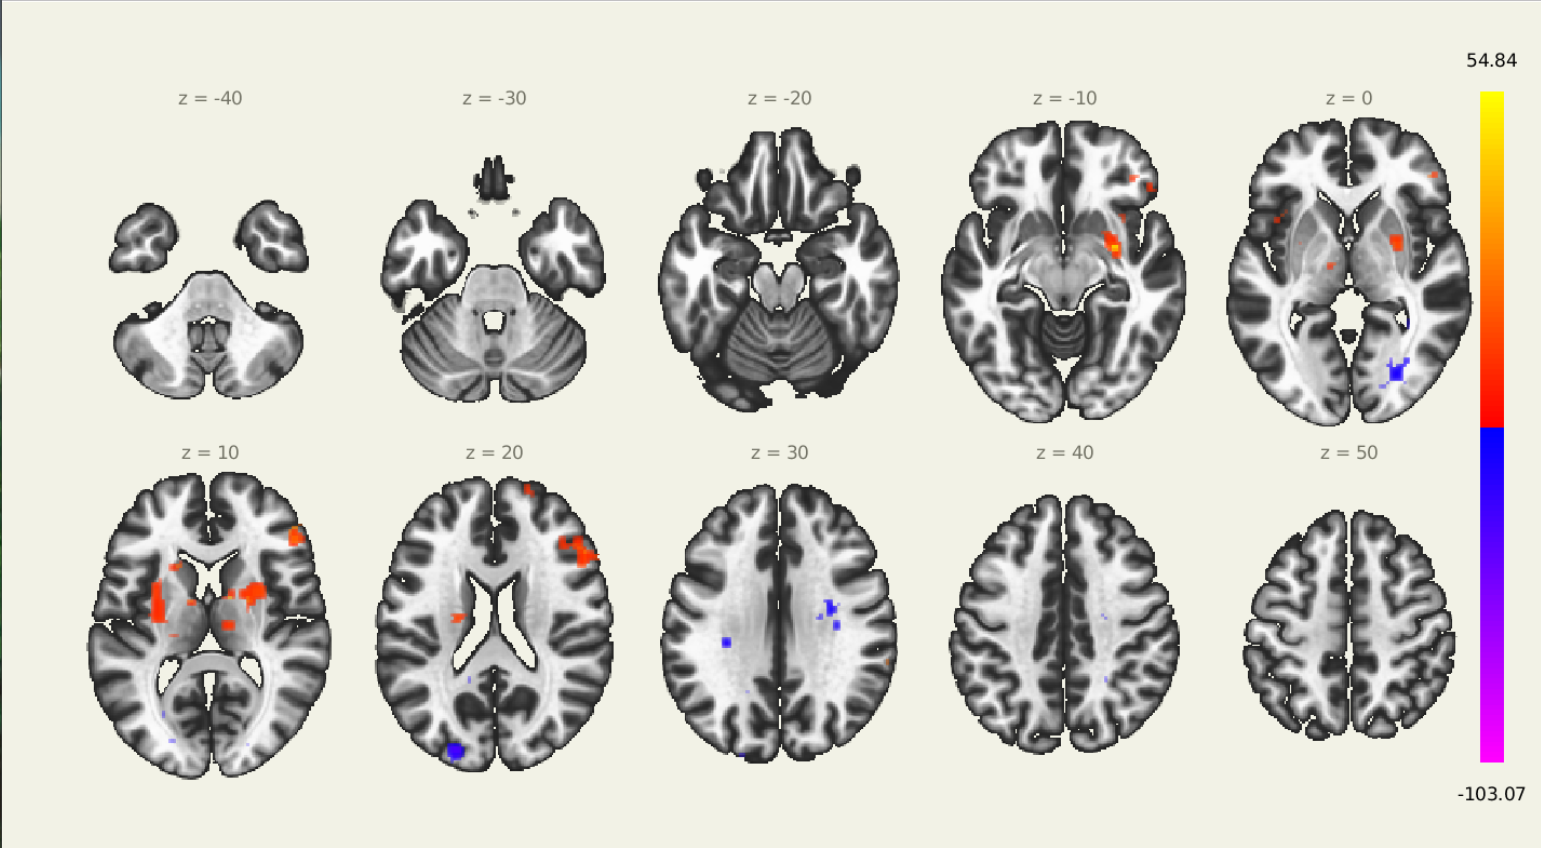 54.84
z = -40
z = -30
z = -20
z = -10
z = 0
z = 10
z = 20
z = 30
z = 40
z = 50
-103.07